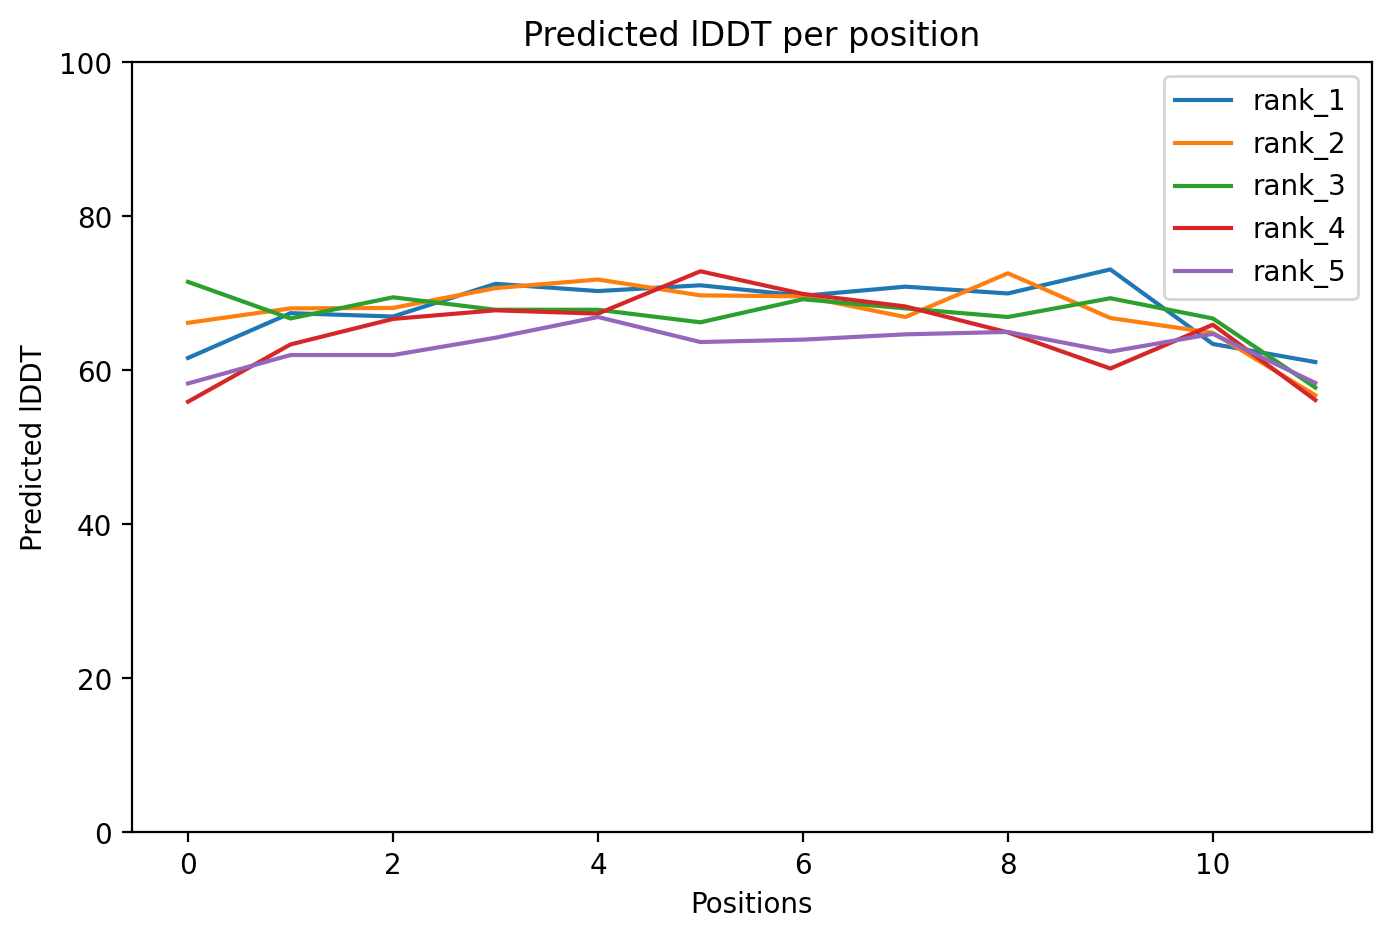 Predicted lDDT per position
100
80
60
40
20
0
Predicted lDDT
rank_1
rank_2
rank_3
rank_4
rank_5
0 2 4 6 8 10
Positions